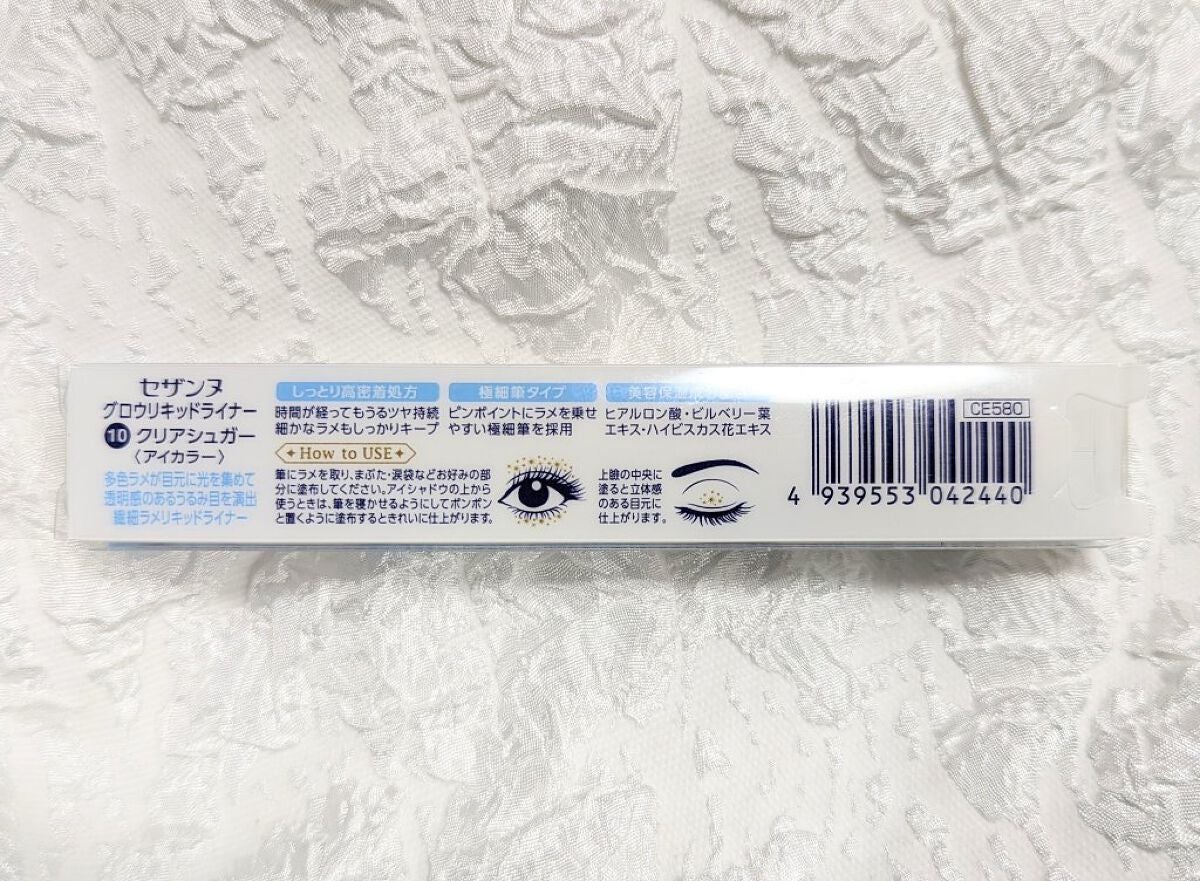 セザンヌ
グロウリキッドライナー
10 クリアシュガー
〈アイカラー〉
多色ラメが目元に光を集めて
透明感のあるうるみ目を演出
繊細ラメリキッドライナー
しっとり高密着処方
時間が経ってもうるツヤ持続
細かなラメもしっかりキープ
極細筆タイプ
ピンポイントにラメを乗せ
やすい極細筆を採用
美容保湿
ヒアルロン酸・ビルベリー葉
エキス・ハイビスカス花エキス
How to USE
筆にラメを取り、まぶた・涙袋などお好みの部
分に塗布してください。アイシャドウの上から
使うときは、筆を寝かせるようにしてポンポン
と置くように塗布するときれいに仕上がります。
上瞼の中央に
塗ると立体感
のある目元に
仕上がります。
CE580
4 939553 042440